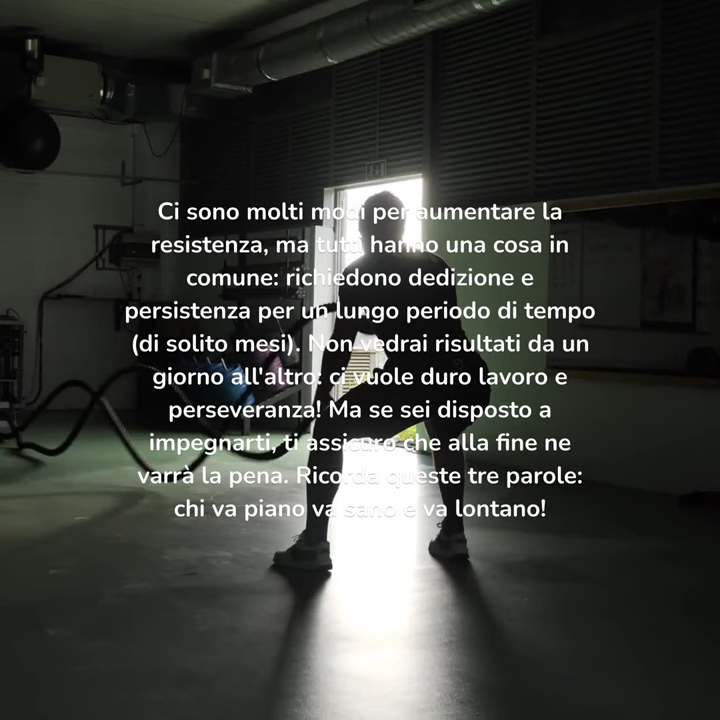 Ci sono molti modi per aumentare la
resistenza, ma tutti hanno una cosa in
comune: richiedono dedizione e
persistenza per un lungo periodo di tempo
(di solito mesi). Non vedrai risultati da un
giorno all'altro: ci vuole duro lavoro e
perseveranza! Ma se sei disposto a
impegnarti, ti assicuro che alla fine ne
varrà la pena. Ricorda queste tre parole:
chi va piano va sano e va lontano!